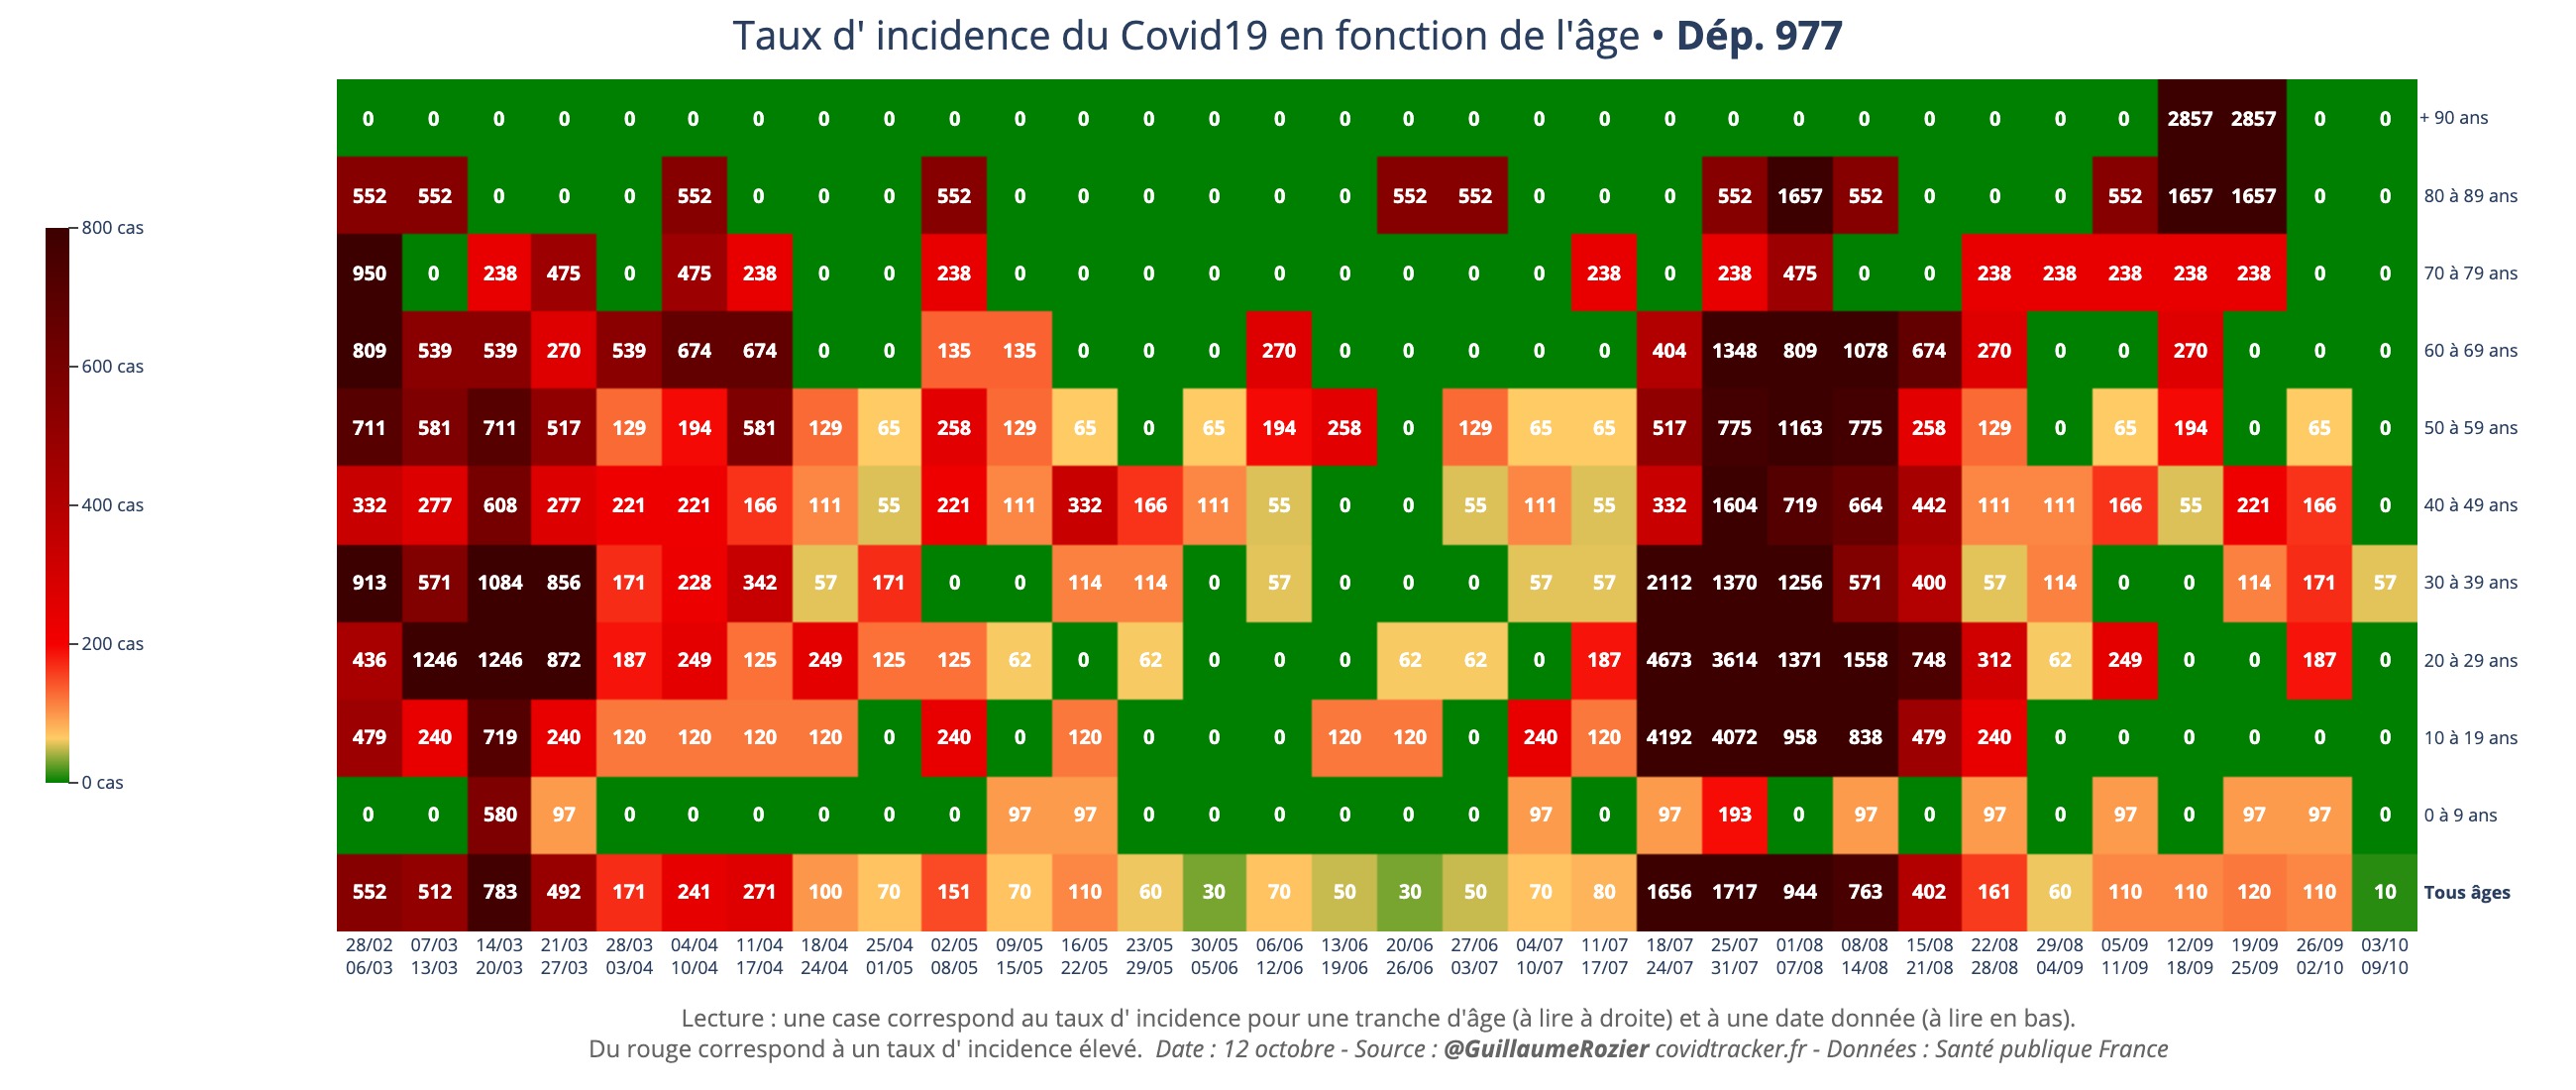 Taux d' incidence du Covid19 en fonction de l'âge • Dép. 977
0 0 0 0 0 0 0 0 0 0 0 0 0 0 0 0 0 0 0 0 0 0 0 0 0 0 0 0 2857 2857 0 0 + 90 ans
552 552 0 0 0 552 0 0 0 552 0 0 0 0 0 0 552 552 0 0 0 552 1657 552 0 0 0 552 1657 1657 0 0 80 à 89 ans
800 cas
950 0 238 475 0 475 238 0 0 238 0 0 0 0 0 0 0 0 0 238 0 238 475 0 0 238 238 238 238 238 0 0 70 à 79 ans
809 539 539 270 539 674 674 0 0 135 135 0 0 0 270 0 0 0 0 0 404 1348 809 1078 674 270 0 0 270 0 0 0 60 à 69 ans
600 cas
711 581 711 517 129 194 581 129 65 258 129 65 0 65 194 258 0 129 65 65 517 775 1163 775 258 129 0 65 194 0 65 0 50 à 59 ans
400 cas
332 277 608 277 221 221 166 111 55 221 111 332 166 111 55 0 0 55 111 55 332 1604 719 664 442 111 111 166 55 221 166 0 40 à 49 ans
913 571 1084 856 171 228 342 57 171 0 0 114 114 0 57 0 0 0 57 57 2112 1370 1256 571 400 57 114 0 0 114 171 57 30 à 39 ans
200 cas
436 1246 1246 872 187 249 125 249 125 125 62 0 62 0 0 0 62 62 0 187 4673 3614 1371 1558 748 312 62 249 0 0 187 0 20 à 29 ans
479 240 719 240 120 120 120 120 0 240 0 120 0 0 0 120 120 0 240 120 4192 4072 958 838 479 240 0 0 0 0 0 0 10 à 19 ans
0 cas
0 0 580 97 0 0 0 0 0 0 97 97 0 0 0 0 0 0 97 0 97 193 0 97 0 97 0 97 0 97 97 0 0 à 9 ans
552 512 783 492 171 241 271 100 70 151 70 110 60 30 70 50 30 50 70 80 1656 1717 944 763 402 161 60 110 110 120 110 10 Tous âges
28/02 07/03 14/03 21/03 28/03 04/04 11/04 18/04 25/04 02/05 09/05 16/05 23/05 30/05 06/06 13/06 20/06 27/06 04/07 11/07 18/07 25/07 01/08 08/08 15/08 22/08 29/08 05/09 12/09 19/09 26/09 03/10
06/03 13/03 20/03 27/03 03/04 10/04 17/04 24/04 01/05 08/05 15/05 22/05 29/05 05/06 12/06 19/06 26/06 03/07 10/07 17/07 24/07 31/07 07/08 14/08 21/08 28/08 04/09 11/09 18/09 25/09 02/10 09/10
Lecture : une case correspond au taux d' incidence pour une tranche d'âge (à lire à droite) et à une date donnée (à lire en bas).
Du rouge correspond à un taux d' incidence élevé. Date : 12 octobre - Source : @GuillaumeRozier covidtracker.fr - Données : Santé publique France